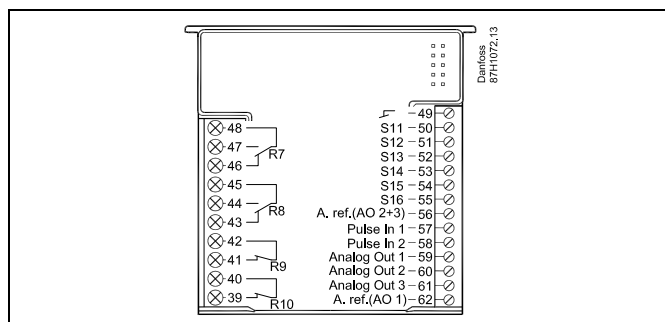 Danfoss
87H1072.13
48
47
R7
46
45
44
R8
43
42
41
R9
40
39
R10
49
S11 50
S12 51
S13 52
S14 53
S15 54
S16 55
A. ref.(AO 2+3) 56
Pulse In 1 57
Pulse In 2 58
Analog Out 1 59
Analog Out 2 60
Analog Out 3 61
A. ref.(AO 1) 62